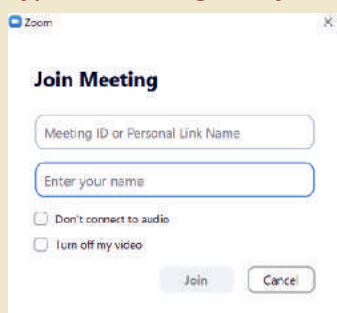 Zoom
Join Meeting
Meeting ID or Personal Link Name
Enter your name
Don't connect to audio
Turn off my video
Join Cancel